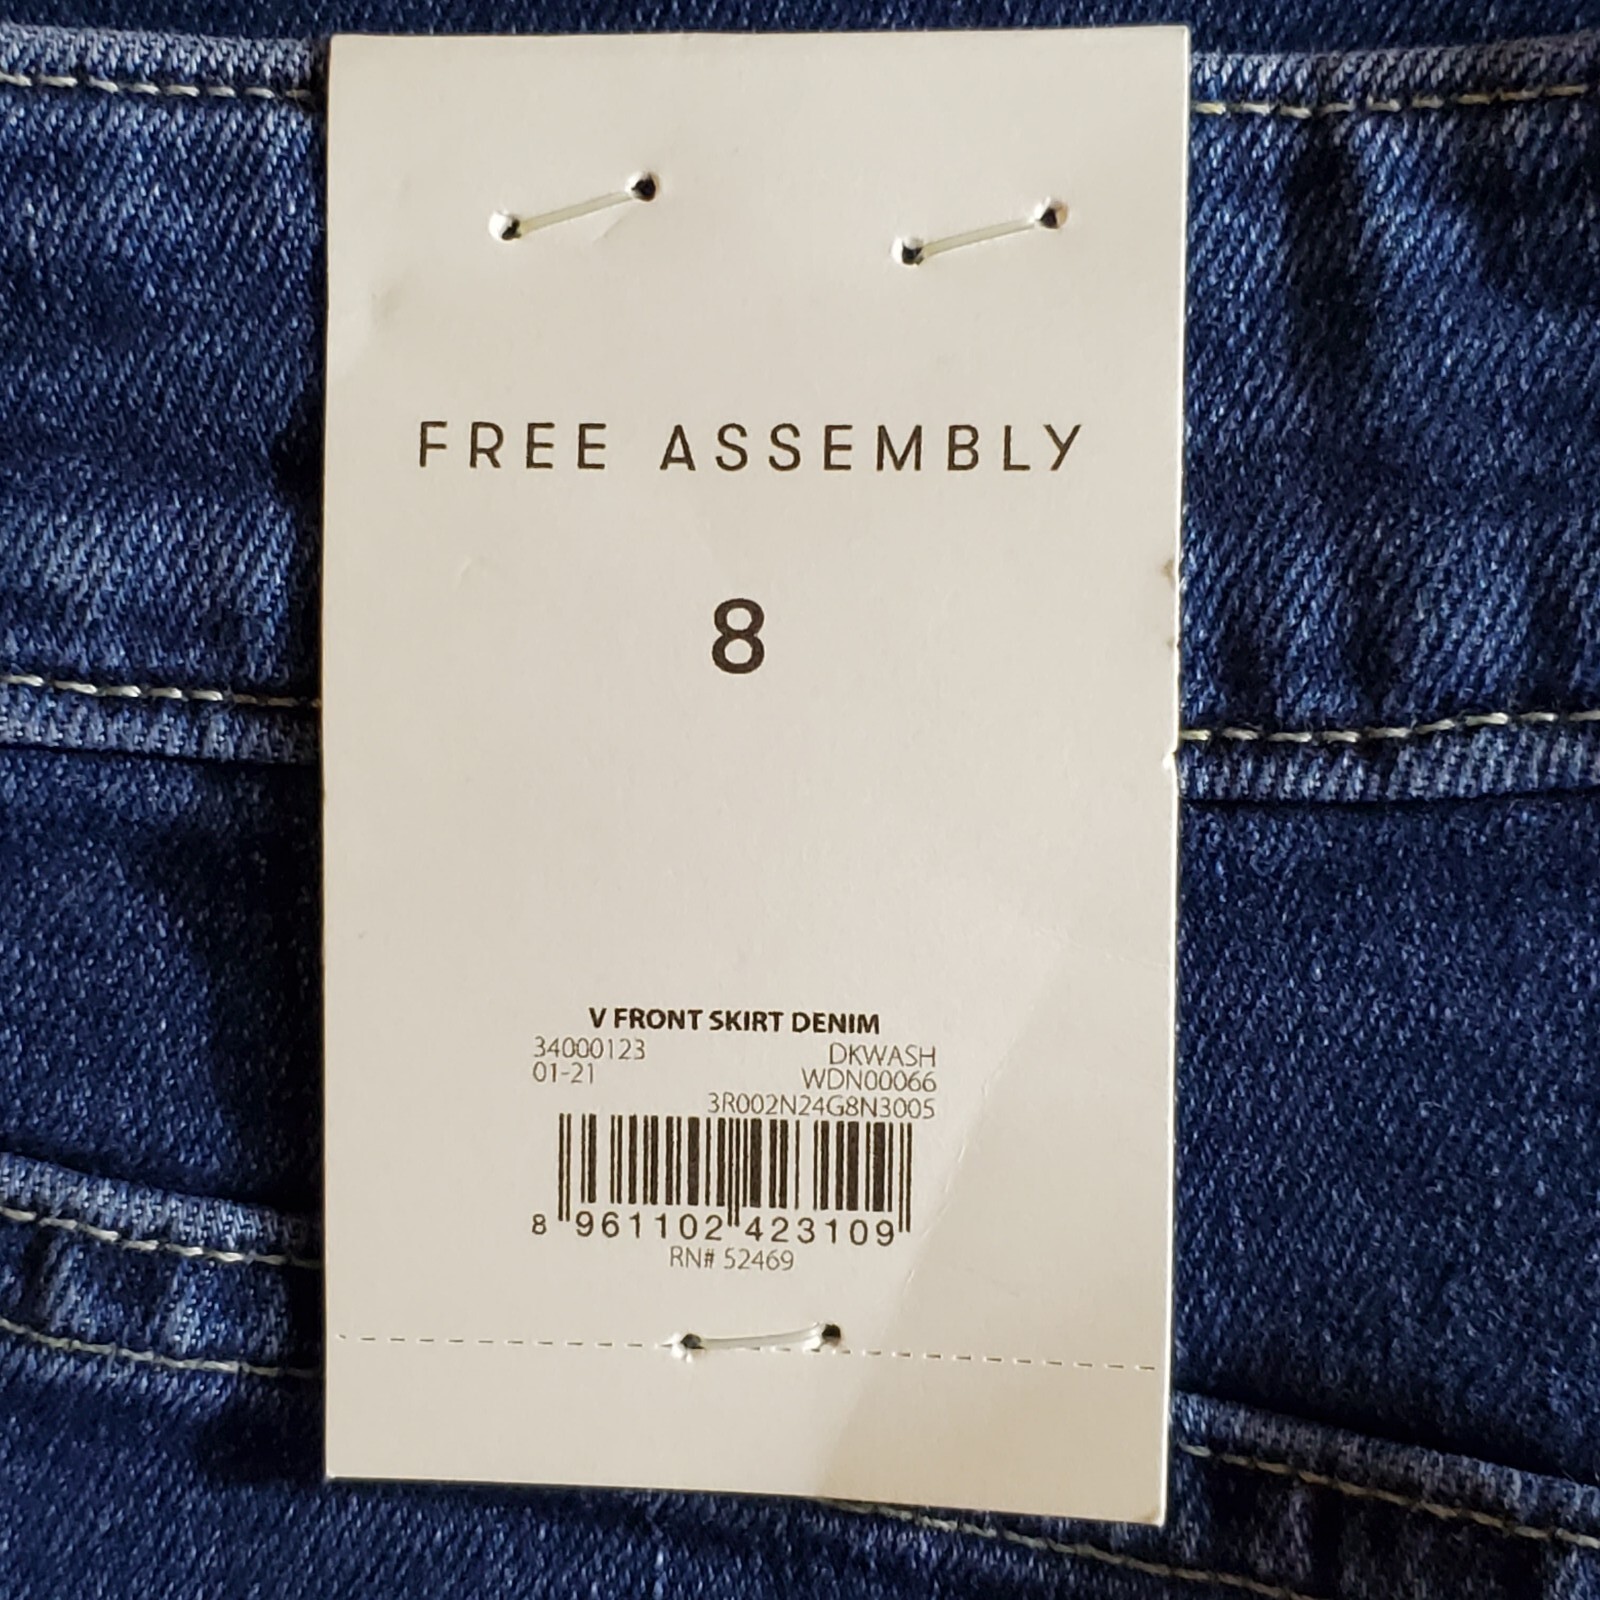 FREE ASSEMBLY
8
V FRONT SKIRT DENIM
34000123 DKWASH
01-21 WDN00066
3R002N24G8N3005
8 961102 423109
RN# 52469